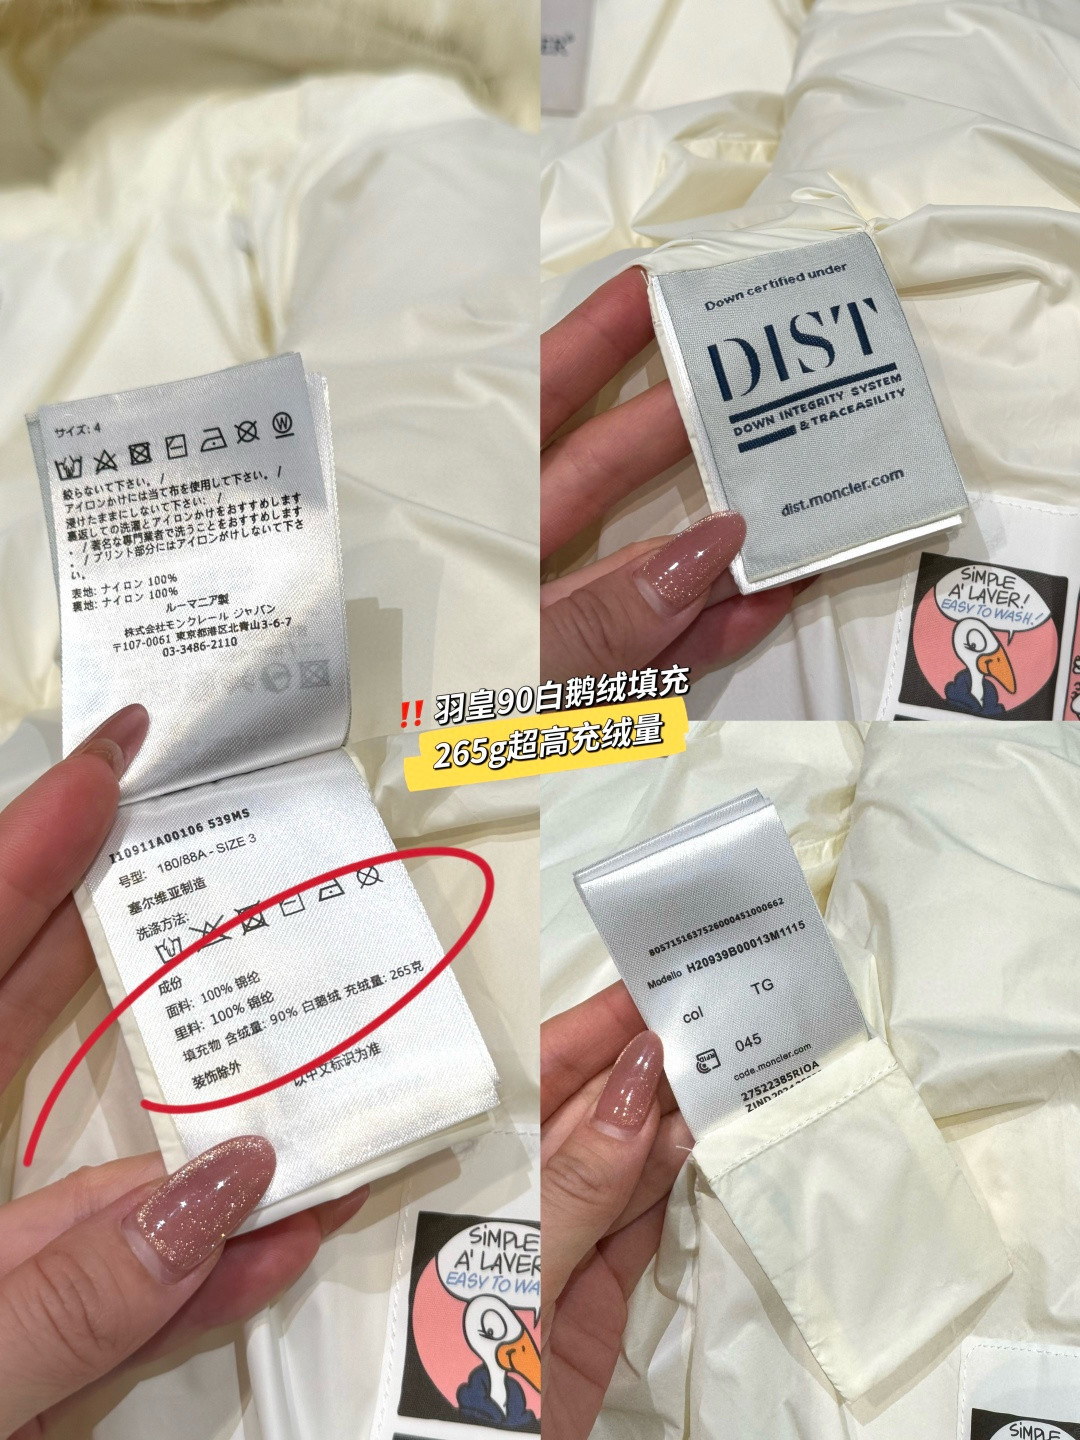 サイズ: 4
絞らないで下さい。 /
アイロンかけには当て布を使用して下さい。 /
浸けたままにしないで下さい: /
裏返しての洗濯とアイロンかけをおすすめします
。 / 著名な専門業者で洗うことをおすすめします
。 / プリント部分にはアイロンがけしないで下さ
い。
表地: ナイロン 100%
裏地: ナイロン 100%
ルーマニア製
株式会社モンクレール ジャパン
〒107-0061 東京都港区北青山3-6-7
03-3486-2110
I10911A00106 539MS
号型: 180/88A - SIZE 3
塞尔维亚制造
洗涤方法:
成份
面料: 100% 锦纶
里料: 100% 锦纶
填充物 含绒量: 90% 白鹅绒 充绒量: 265克
装饰除外
以中文标识为准
SIMPLE
A' LAVER
EASY TO WA
Down certified under
DIST
DOWN INTEGRITY SYSTEM
& TRACEABILITY
dist.moncler.com
SIMPLE
A' LAVER!
EASY TO WASH!
‼️羽皇90白鹅绒填充
265g超高充绒量
8057151637526000451000662
Modello H20939B00013M1115
col TG
045
code.moncler.com
27522385RIOA
SIMPLE